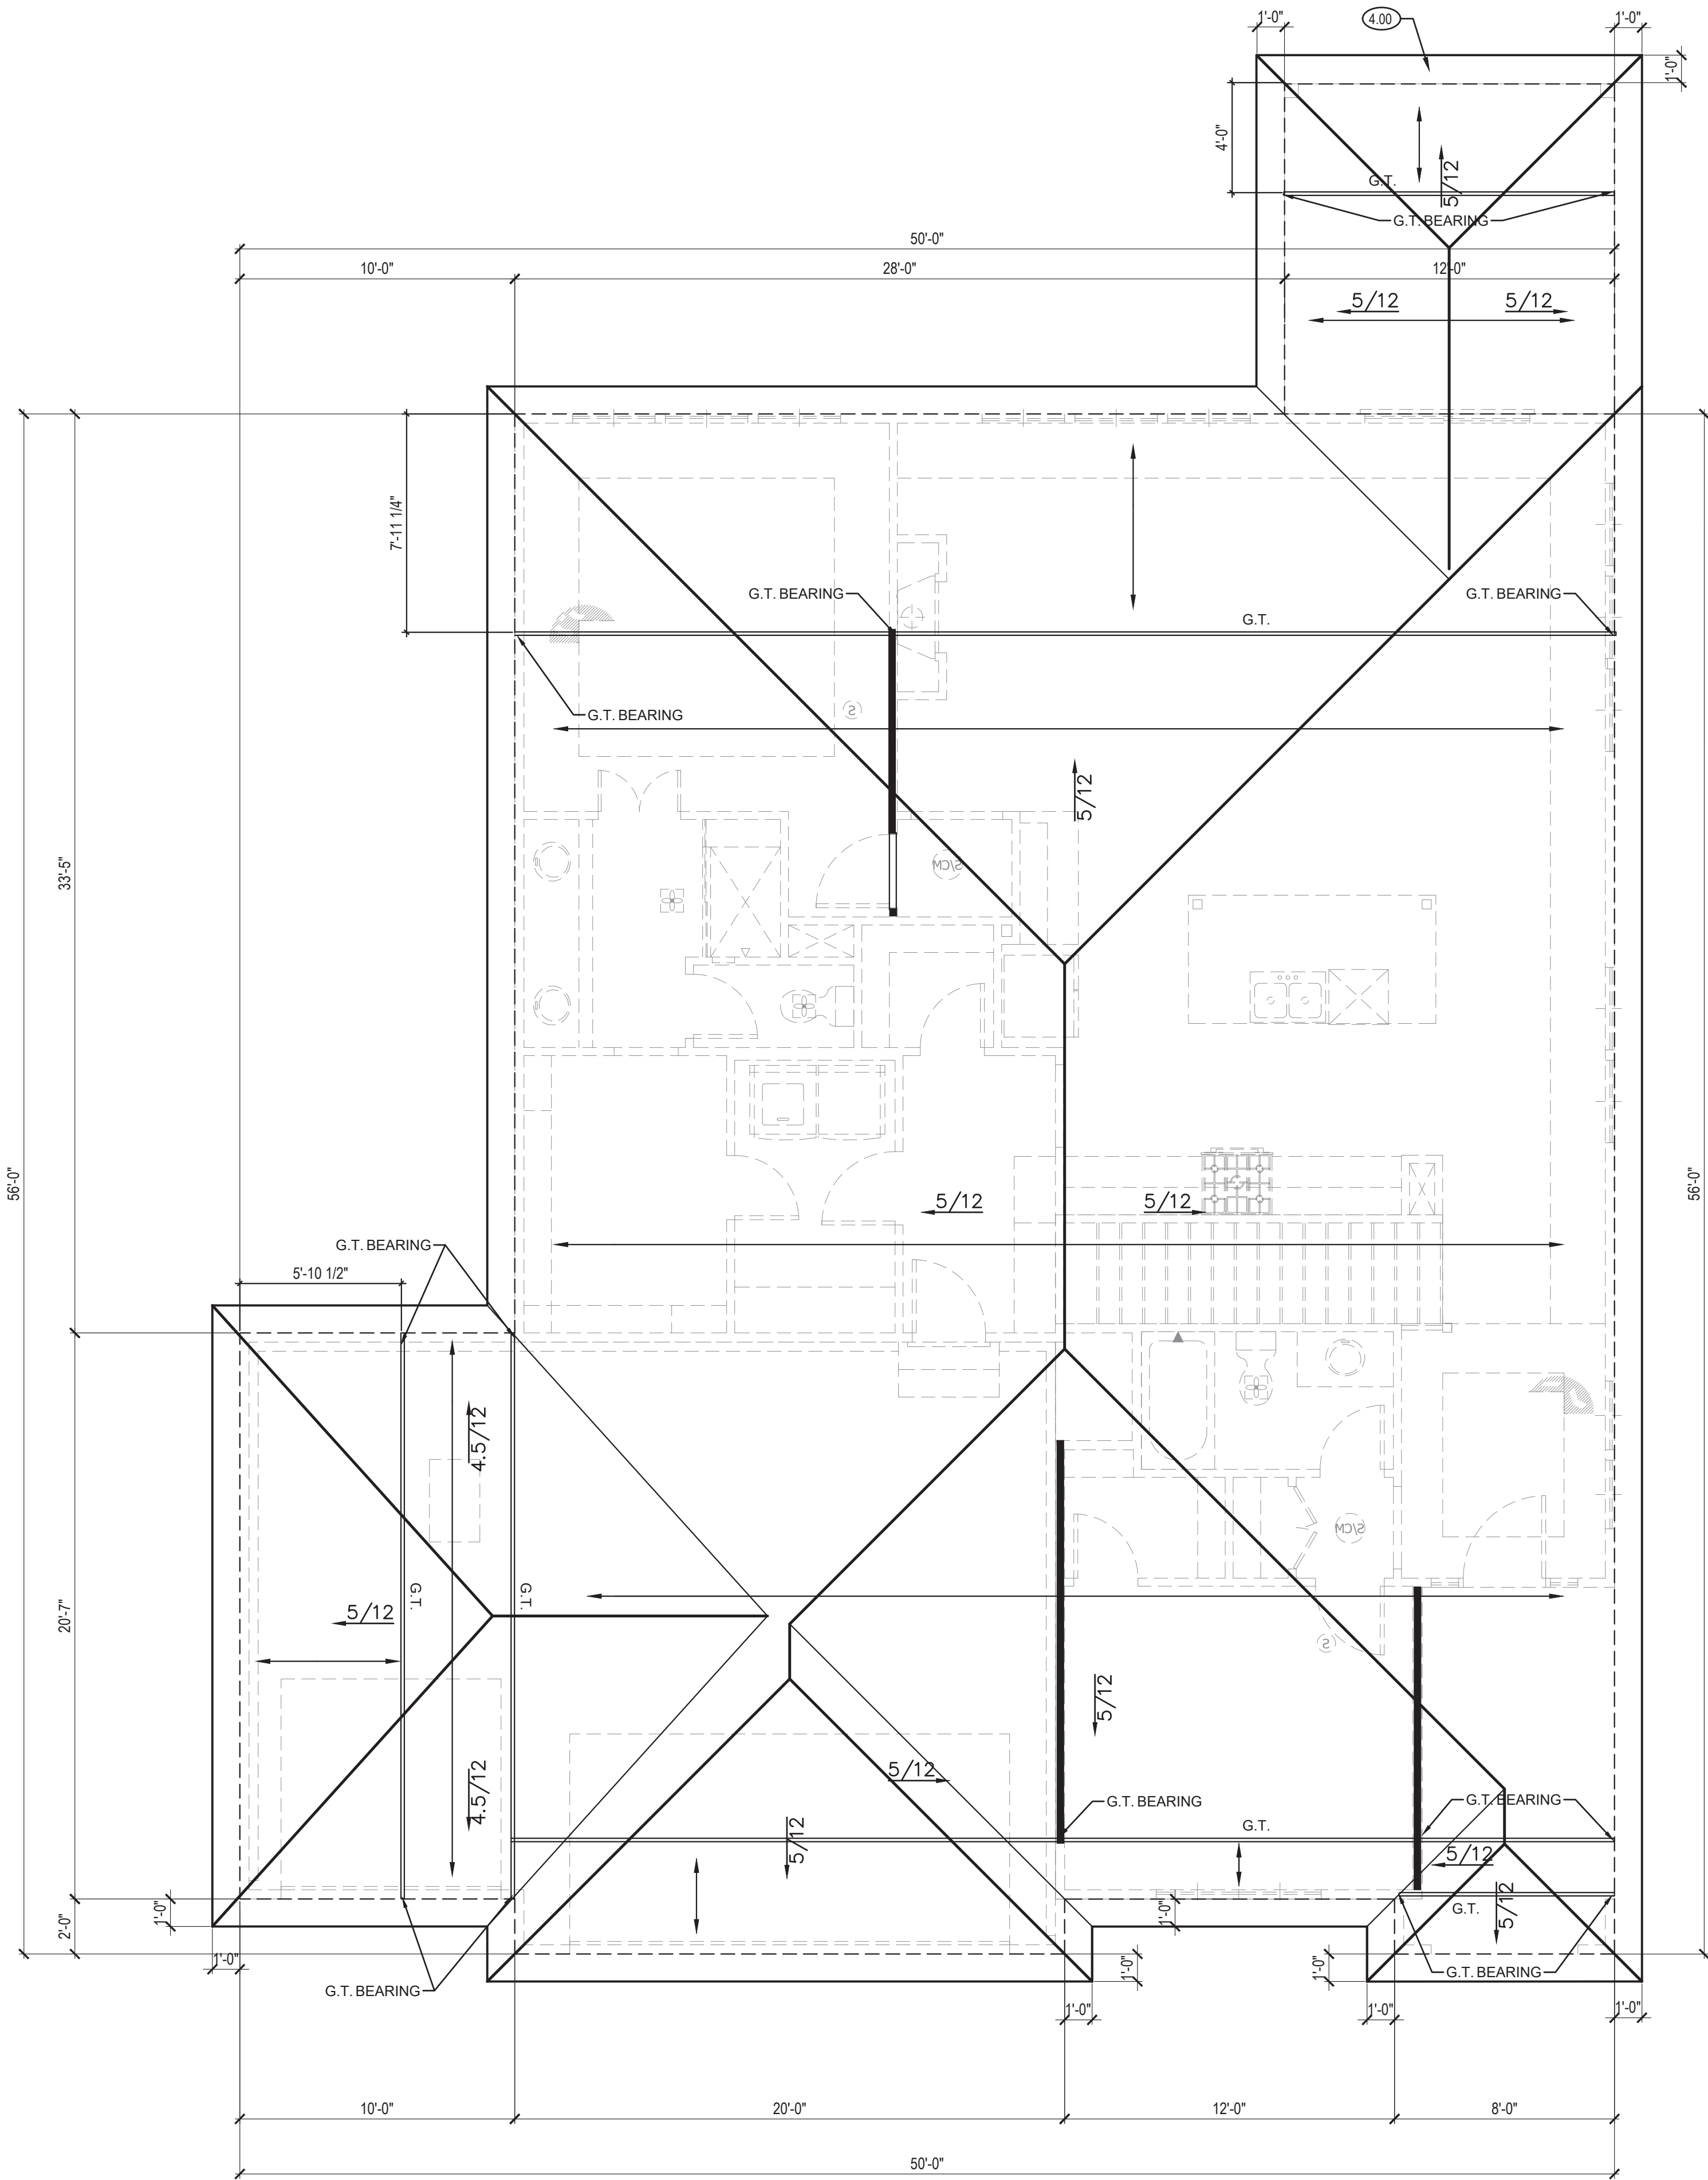 1'-0"
4.00
1'-0"
1'-0"
4'-0"
G.T.
5/12
G.T. BEARING
50'-0"
10'-0"
28'-0"
12'-0"
5/12
5/12
7'-11 1/4"
G.T. BEARING
G.T.
G.T. BEARING
G.T. BEARING
S
5/12
33'-5"
S/CM
56'-0"
5/12
5/12
G
56'-0"
G.T. BEARING
5'-10 1/2"
4.5/12
S/CM
G.T.
G.T.
5/12
20'-7"
S
5/12
4.5/12
5/12
5/12
G.T. BEARING
G.T.
G.T. BEARING
5/12
5/12
G.T.
2'-0"
1'-0"
1'-0"
1'-0"
G.T. BEARING
1'-0"
1'-0"
G.T. BEARING
1'-0"
1'-0"
1'-0"
10'-0"
20'-0"
12'-0"
8'-0"
50'-0"